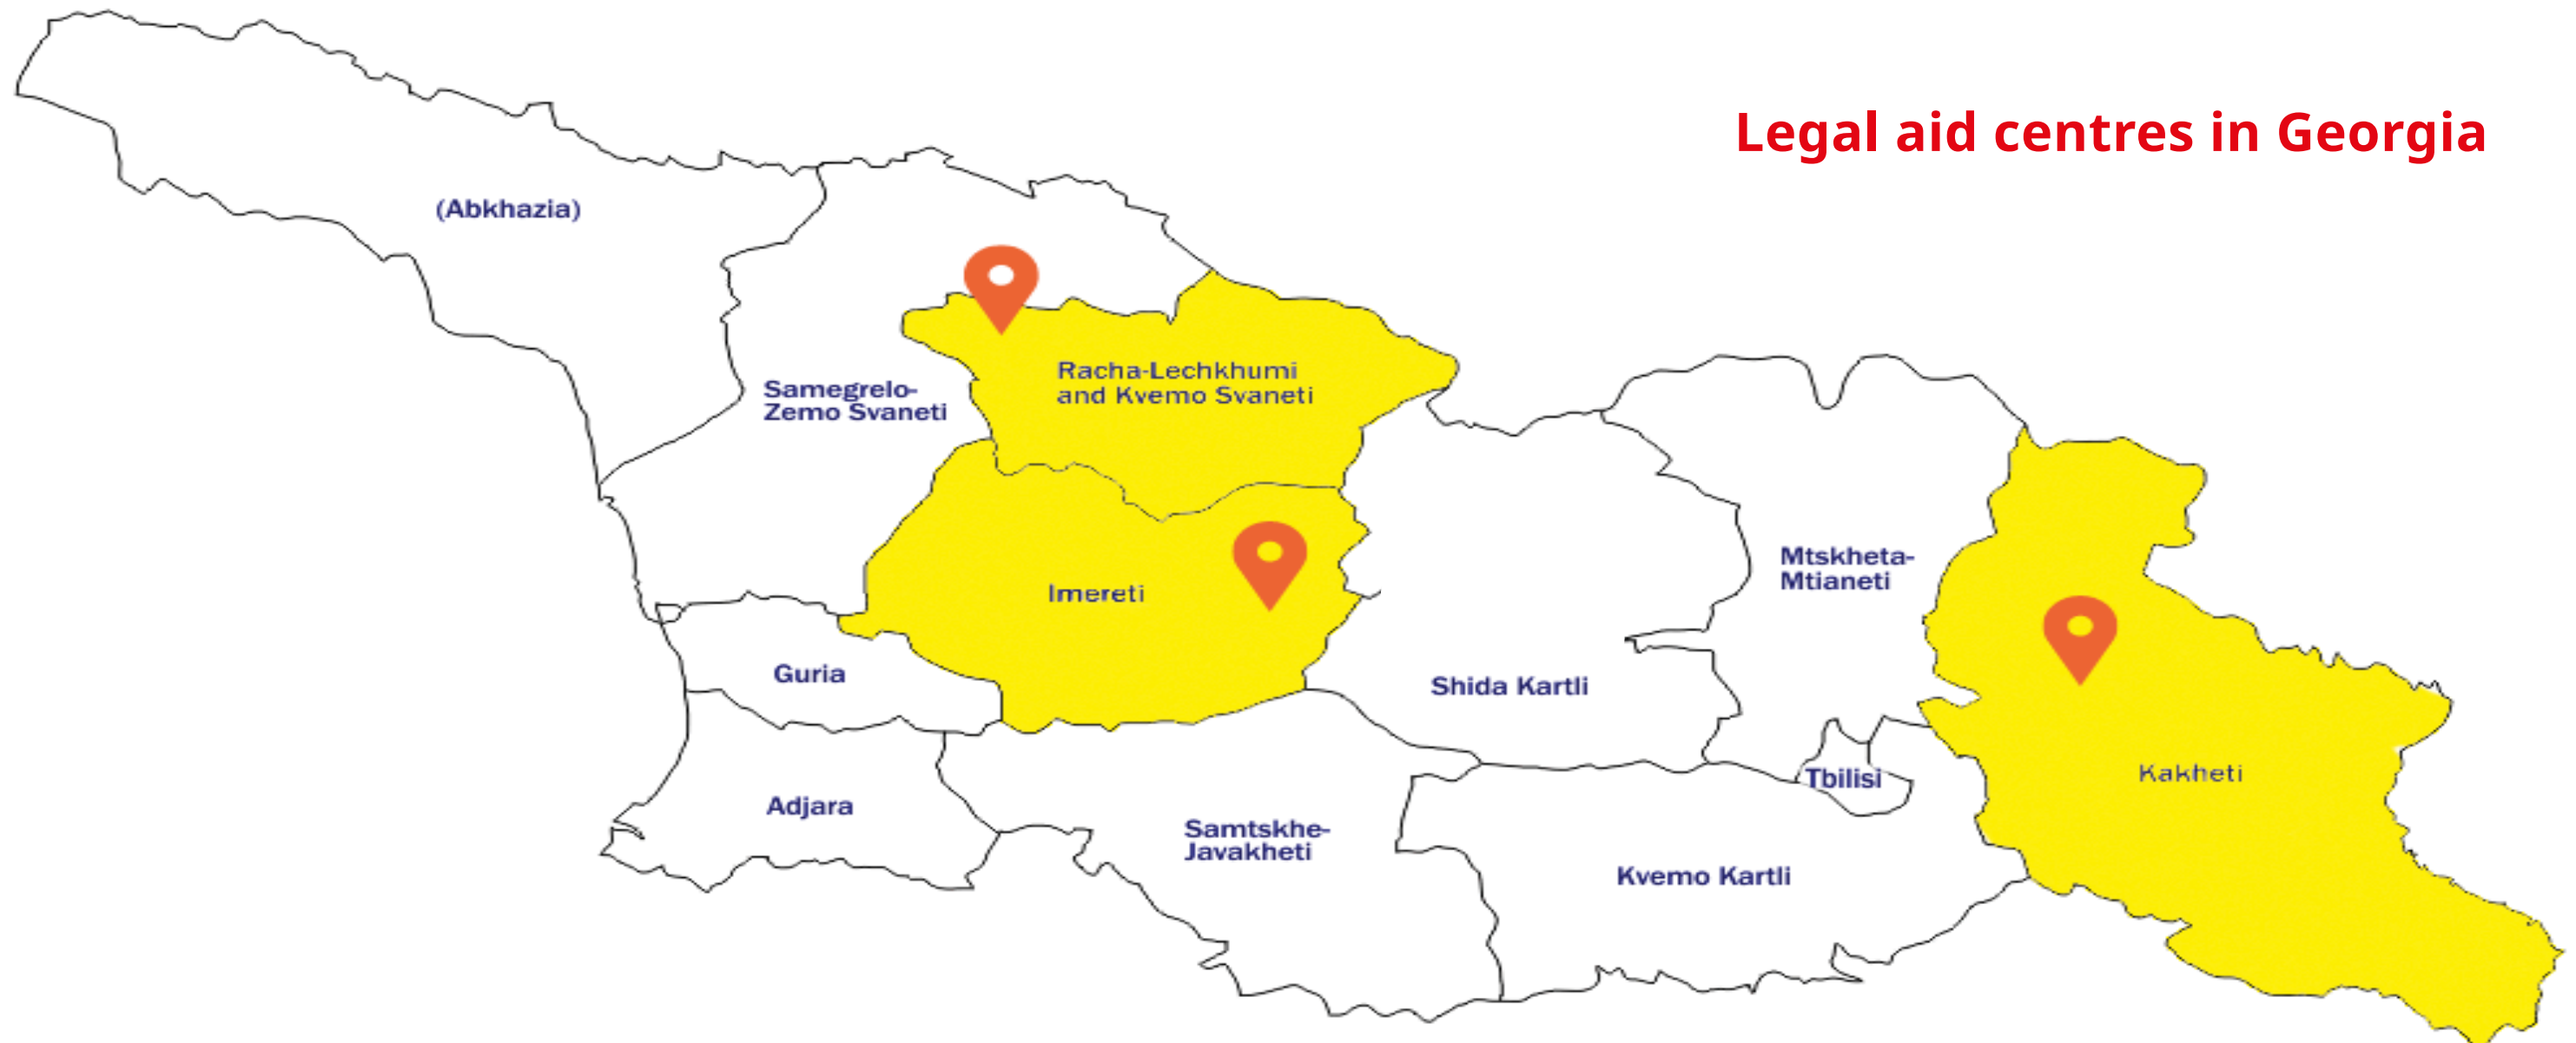 Legal aid centres in Georgia
(Abkhazia)
Racha-Lechkhumi
and Kvemo Svaneti
Samegrelo-
Zemo Svaneti
Mtskheta-
Mtianeti
Imereti
Guria
Shida Kartli
Kakheti
Tbilisi
Adjara
Samtskhe-
Javakheti
Kvemo Kartli